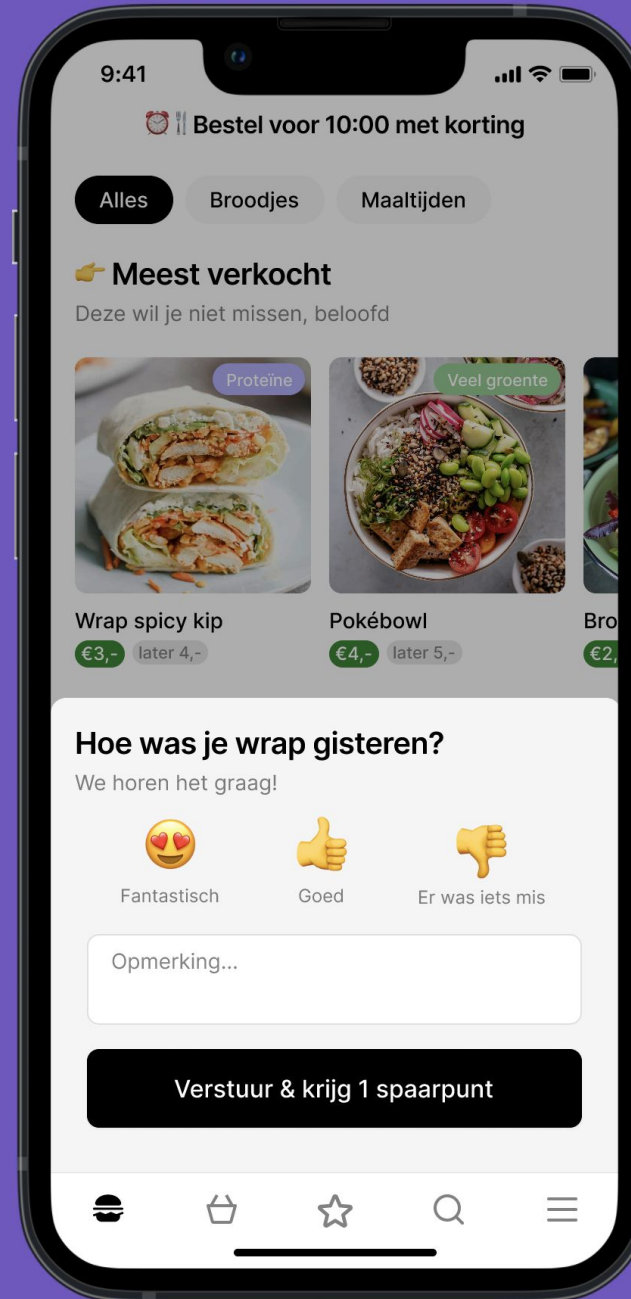 9:41
Bestel voor 10:00 met korting
Alles Broodjes Maaltijden
Meest verkocht
Deze wil je niet missen, beloofd
Proteïne Veel groente
Wrap spicy kip Pokébowl Bro
€3,- later 4,- €4,- later 5,- €2,
Hoe was je wrap gisteren?
We horen het graag!
Fantastisch Goed Er was iets mis
Opmerking...
Verstuur & krijg 1 spaarpunt